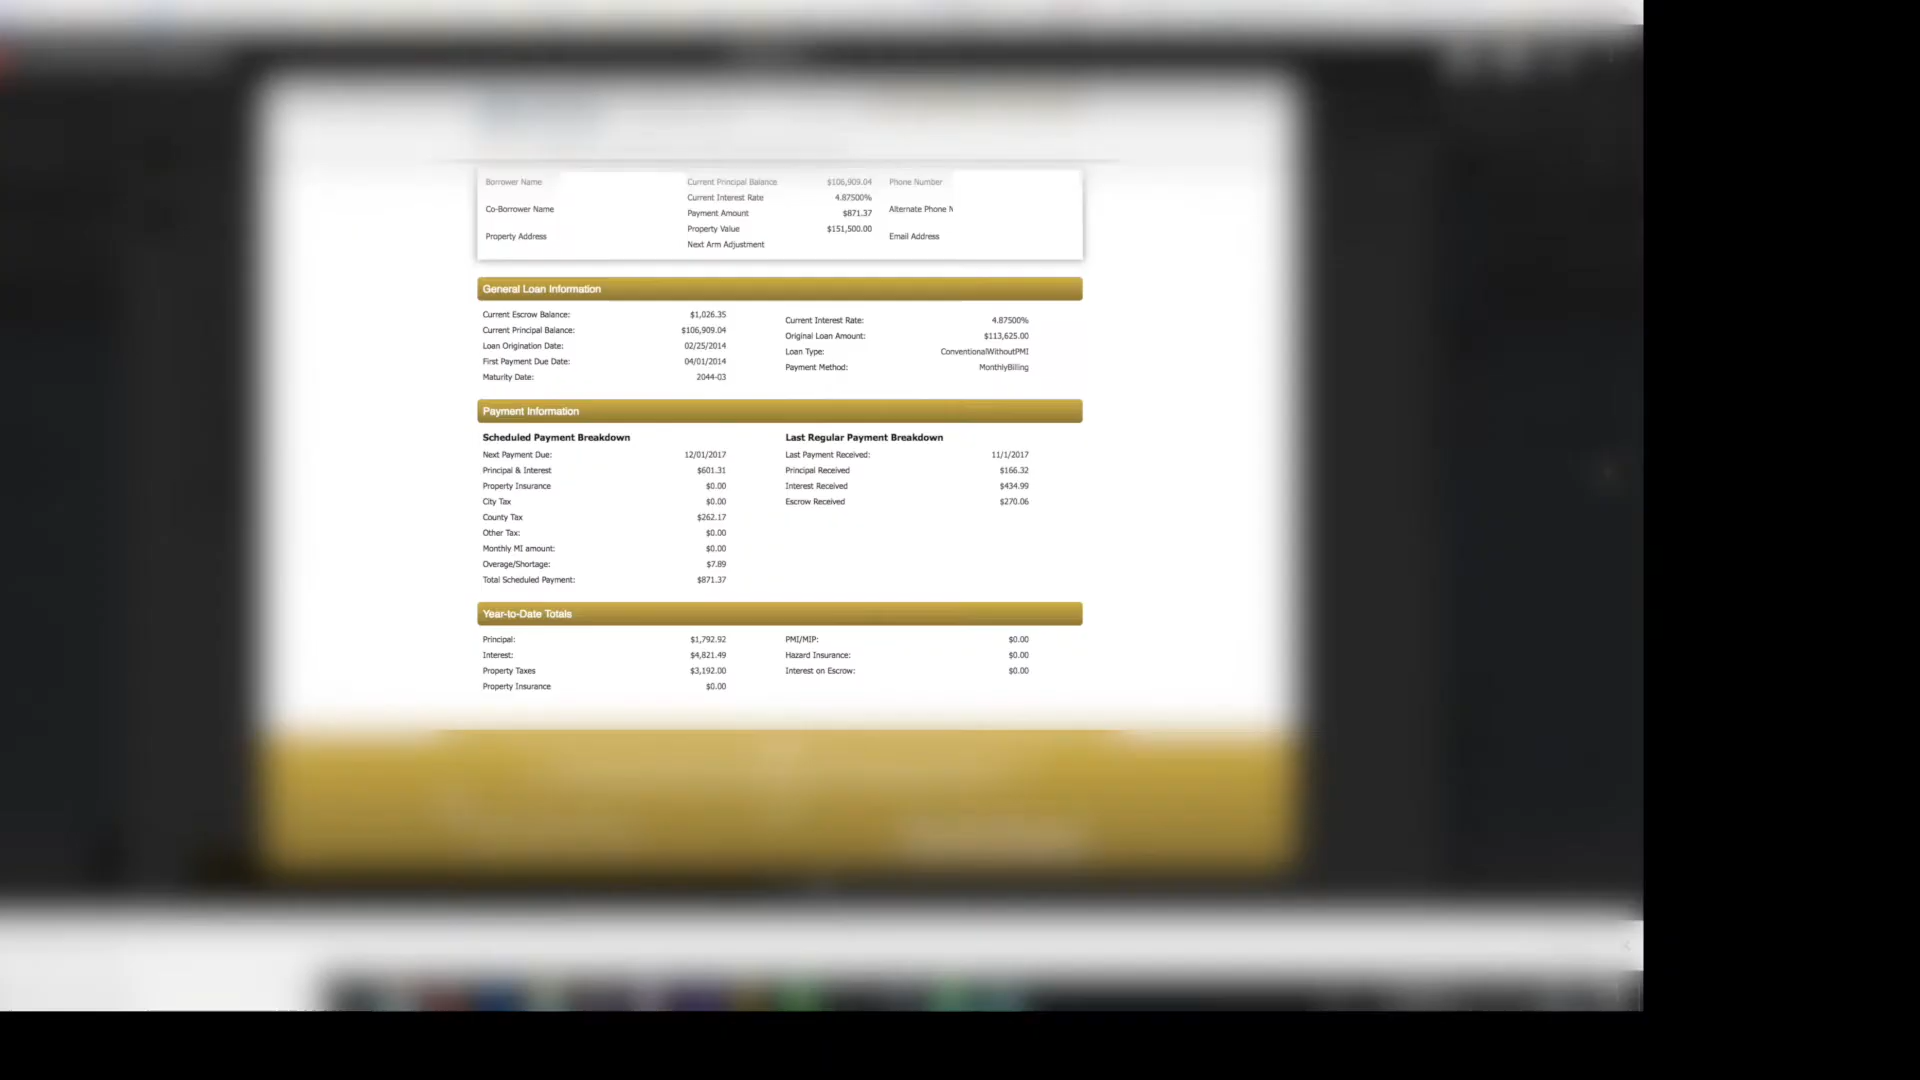 Borrower Name Current Principal Balance $106,909.04 Phone Number
Current Interest Rate 4.87500%
Co-Borrower Name Payment Amount $871.37 Alternate Phone N
Property Value $151,500.00
Property Address Next Arm Adjustment Email Address
General Loan Information
Current Escrow Balance: $1,026.35
Current Principal Balance: $106,909.04
Loan Origination Date: 02/25/2014
First Payment Due Date: 04/01/2014
Maturity Date: 2044-03
Current Interest Rate: 4.87500%
Original Loan Amount: $113,625.00
Loan Type: ConventionalWithoutPMI
Payment Method: MonthlyBilling
Payment Information
Scheduled Payment Breakdown
Next Payment Due: 12/01/2017
Principal & Interest $601.31
Property Insurance $0.00
City Tax $0.00
County Tax $262.17
Other Tax: $0.00
Monthly MI amount: $0.00
Overage/Shortage: $7.89
Total Scheduled Payment: $871.37
Last Regular Payment Breakdown
Last Payment Received: 11/1/2017
Principal Received $166.32
Interest Received $434.99
Escrow Received $270.06
Year-to-Date Totals
Principal: $1,792.92
Interest: $4,821.49
Property Taxes $3,192.00
Property Insurance $0.00
PMI/MIP: $0.00
Hazard Insurance: $0.00
Interest on Escrow: $0.00